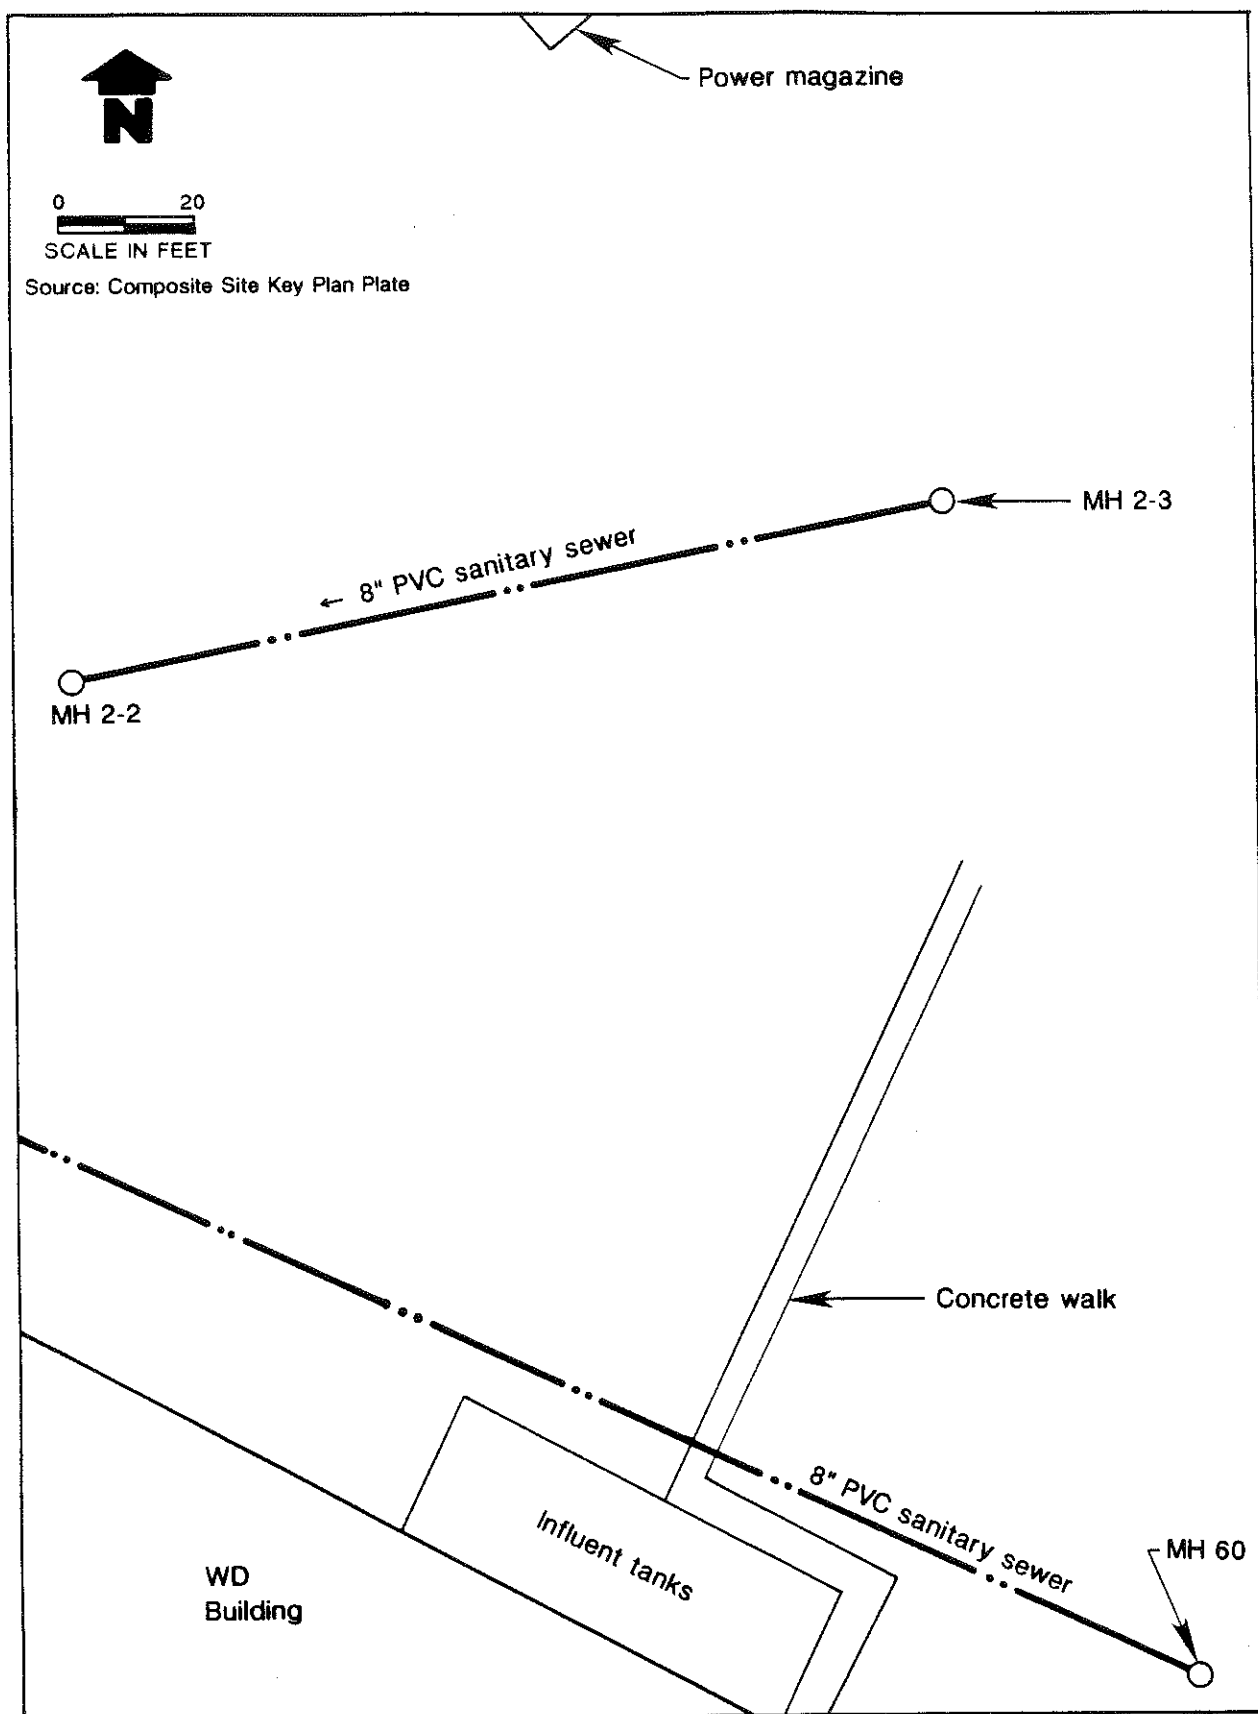 Power magazine
N
0 20
SCALE IN FEET
Source: Composite Site Key Plan Plate
MH 2-3
← 8" PVC sanitary sewer
MH 2-2
Concrete walk
8" PVC sanitary sewer
Influent tanks
MH 60
WD
Building